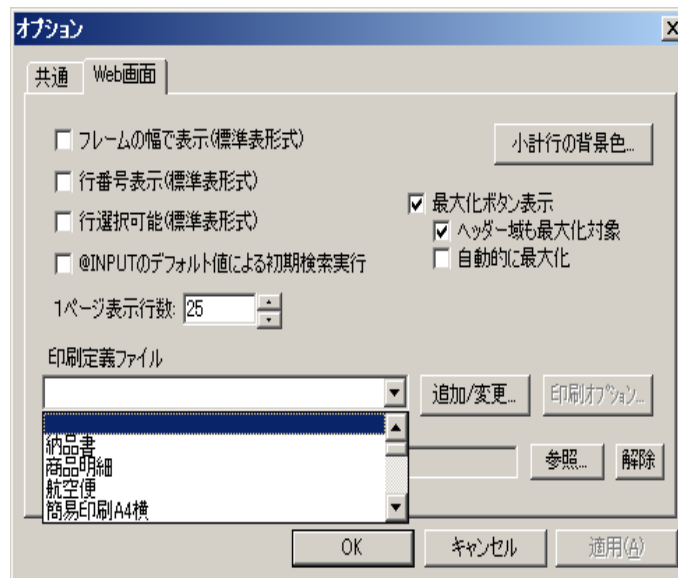 オプション
共通 Web画面
フレームの幅で表示(標準表形式)
小計行の背景色...
行番号表示(標準表形式)
最大化ボタン表示
行選択可能(標準表形式)
ヘッダー域も最大化対象
@INPUTのデフォルト値による初期検索実行
自動的に最大化
1ページ表示行数: 25
印刷定義ファイル
追加/変更... 印刷オプション...
納品書
商品明細
参照... 解除
航空便
簡易印刷A4横
OK キャンセル 適用(A)